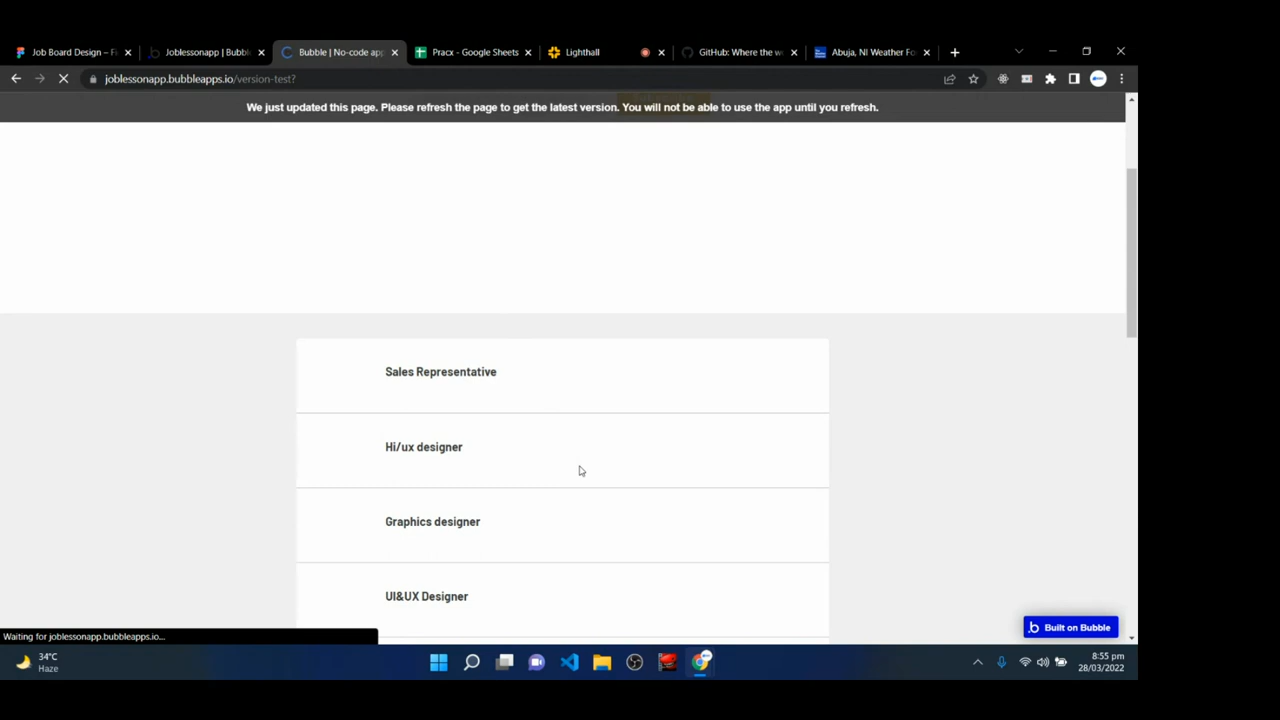 Job Board Design – F
Joblessonapp | Bubbl
Bubble | No-code app
Pracx - Google Sheets
Lighthall
GitHub: Where the w
Abuja, NI Weather Fo
joblessonapp.bubbleapps.io/version-test?
We just updated this page. Please refresh the page to get the latest version. You will not be able to use the app until you refresh.
Sales Representative
Hi/ux designer
Graphics designer
UI&UX Designer
Built on Bubble
Waiting for joblessonapp.bubbleapps.io...
34°C
Haze
8:55 pm
28/03/2022